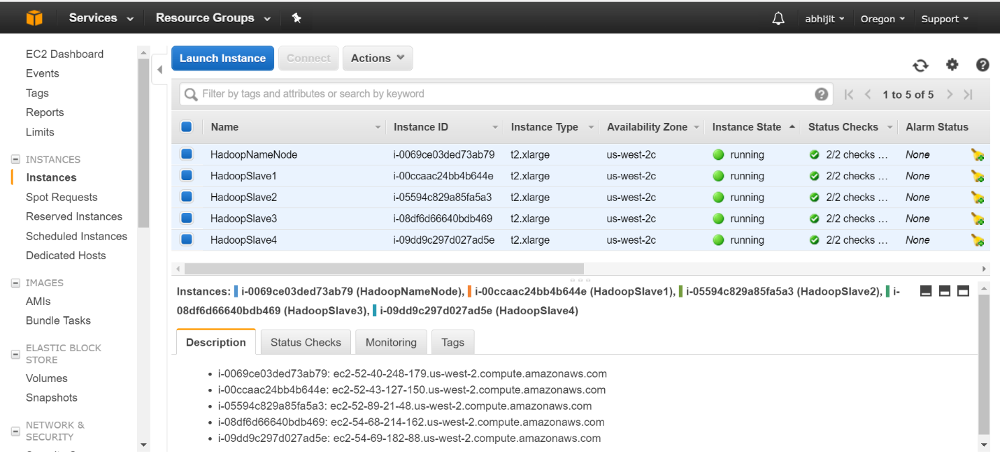 Services Resource Groups abhijit Oregon Support
EC2 Dashboard
Events
Tags
Reports
Limits
INSTANCES
Instances
Spot Requests
Reserved Instances
Scheduled Instances
Dedicated Hosts
IMAGES
AMIs
Bundle Tasks
ELASTIC BLOCK
STORE
Volumes
Snapshots
NETWORK &
SECURITY
Launch Instance Connect Actions
Filter by tags and attributes or search by keyword 1 to 5 of 5
Name Instance ID Instance Type Availability Zone Instance State Status Checks Alarm Status
HadoopNameNode i-0069ce03ded73ab79 t2.xlarge us-west-2c running 2/2 checks ... None
HadoopSlave1 i-00ccaac24bb4b644e t2.xlarge us-west-2c running 2/2 checks ... None
HadoopSlave2 i-05594c829a85fa5a3 t2.xlarge us-west-2c running 2/2 checks ... None
HadoopSlave3 i-08df6d66640bdb469 t2.xlarge us-west-2c running 2/2 checks ... None
HadoopSlave4 i-09dd9c297d027ad5e t2.xlarge us-west-2c running 2/2 checks ... None
Instances: i-0069ce03ded73ab79 (HadoopNameNode), i-00ccaac24bb4b644e (HadoopSlave1), i-05594c829a85fa5a3 (HadoopSlave2), i-
08df6d66640bdb469 (HadoopSlave3), i-09dd9c297d027ad5e (HadoopSlave4)
Description Status Checks Monitoring Tags
• i-0069ce03ded73ab79: ec2-52-40-248-179.us-west-2.compute.amazonaws.com
• i-00ccaac24bb4b644e: ec2-52-43-127-150.us-west-2.compute.amazonaws.com
• i-05594c829a85fa5a3: ec2-52-89-21-48.us-west-2.compute.amazonaws.com
• i-08df6d66640bdb469: ec2-54-68-214-162.us-west-2.compute.amazonaws.com
• i-09dd9c297d027ad5e: ec2-54-69-182-88.us-west-2.compute.amazonaws.com